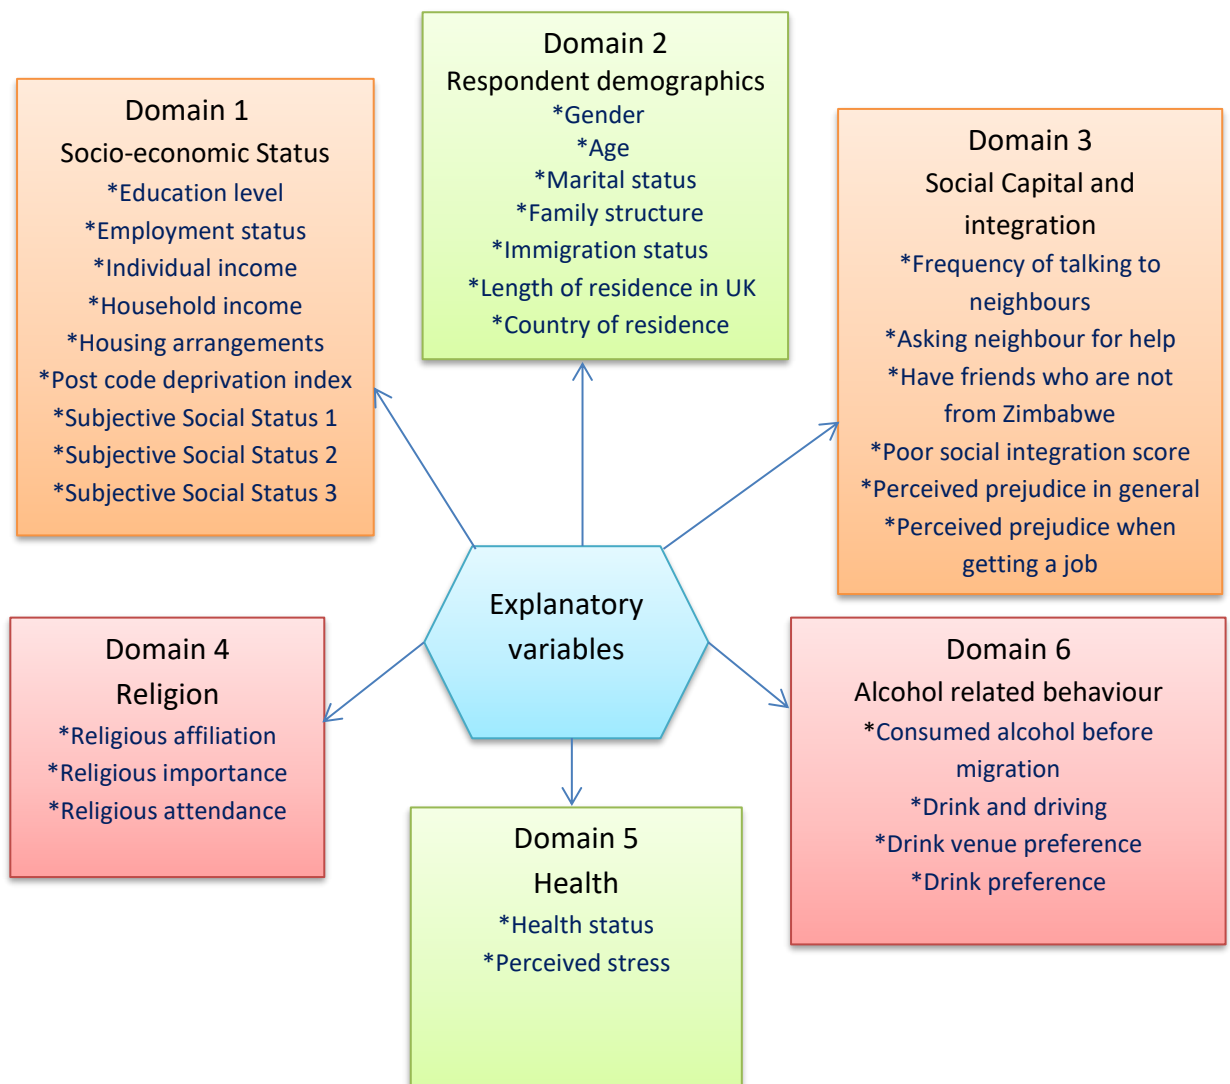 Domain 1
Socio-economic Status
*Education level
*Employment status
*Individual income
*Household income
*Housing arrangements
*Post code deprivation index
*Subjective Social Status 1
*Subjective Social Status 2
*Subjective Social Status 3
Domain 2
Respondent demographics
*Gender
*Age
*Marital status
*Family structure
*Immigration status
*Length of residence in UK
*Country of residence
Domain 3
Social Capital and
integration
*Frequency of talking to
neighbours
*Asking neighbour for help
*Have friends who are not
from Zimbabwe
*Poor social integration score
*Perceived prejudice in general
*Perceived prejudice when
getting a job
Explanatory
variables
Domain 4
Religion
*Religious affiliation
*Religious importance
*Religious attendance
Domain 5
Health
*Health status
*Perceived stress
Domain 6
Alcohol related behaviour
*Consumed alcohol before
migration
*Drink and driving
*Drink venue preference
*Drink preference